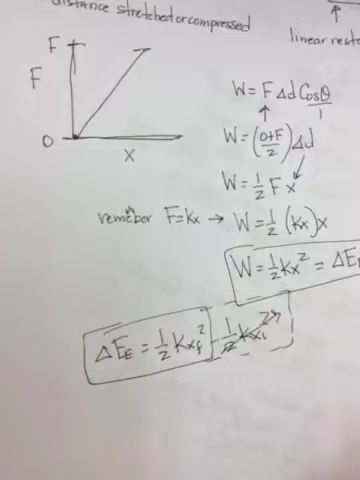 distance stretched or compressed
linear
F
F
0
X
W = F Δd Cosθ
1
W = (0+F/2) Δd
W = ½ F x
remember F=kx → W = ½ (kx)x
W = ½ kx² = ΔE
ΔE_E = ½ kx_f² - ½ kx_i²